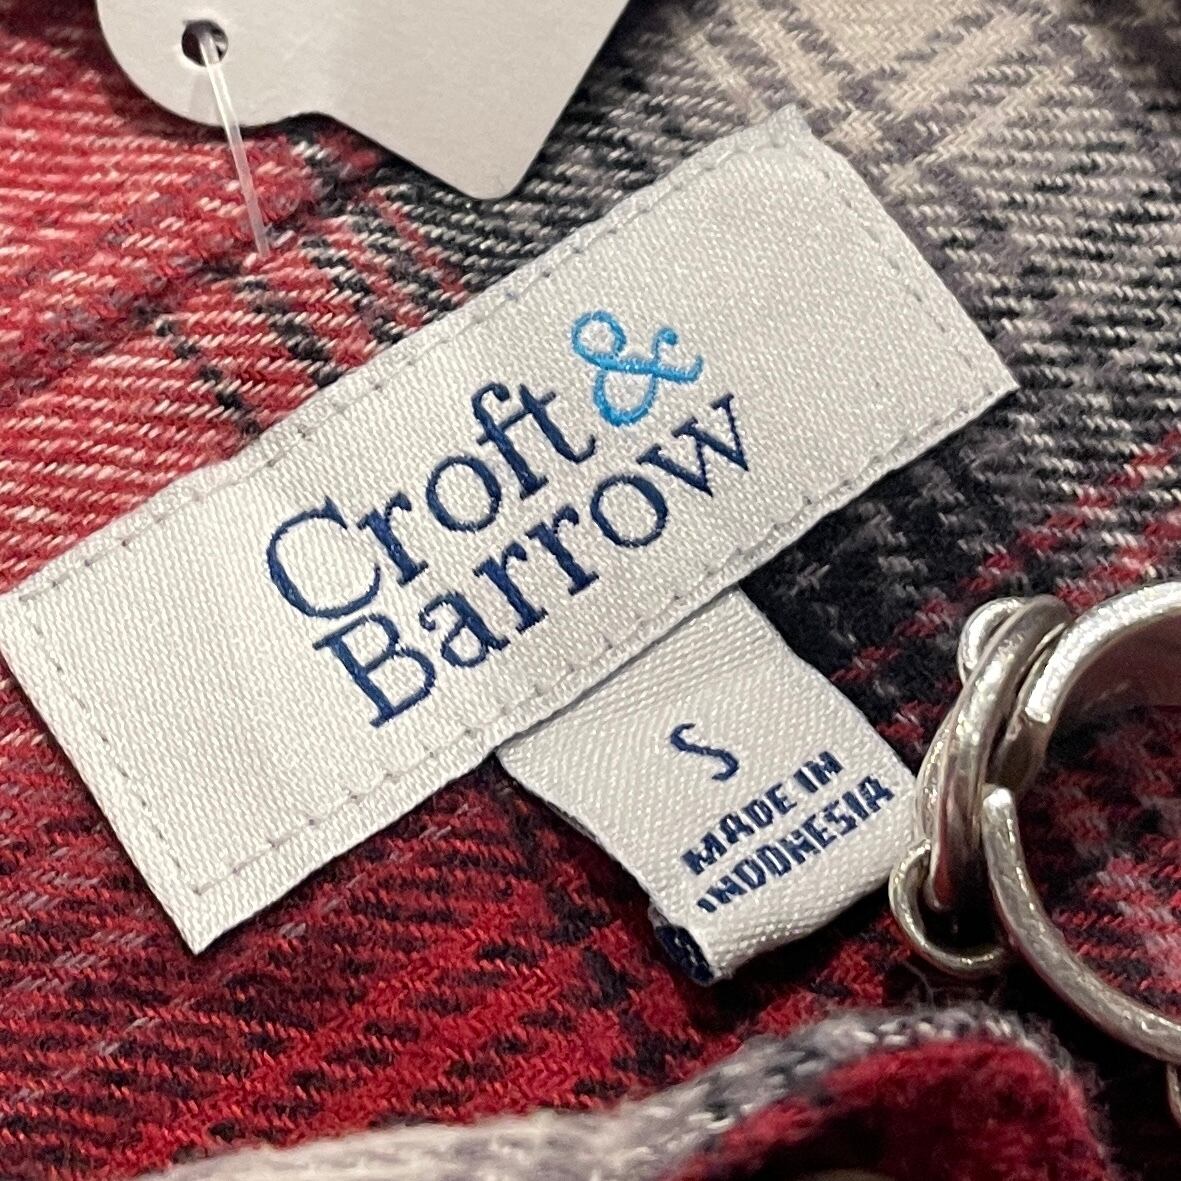 Croft &
Barrow
S
MADE IN
INDONESIA